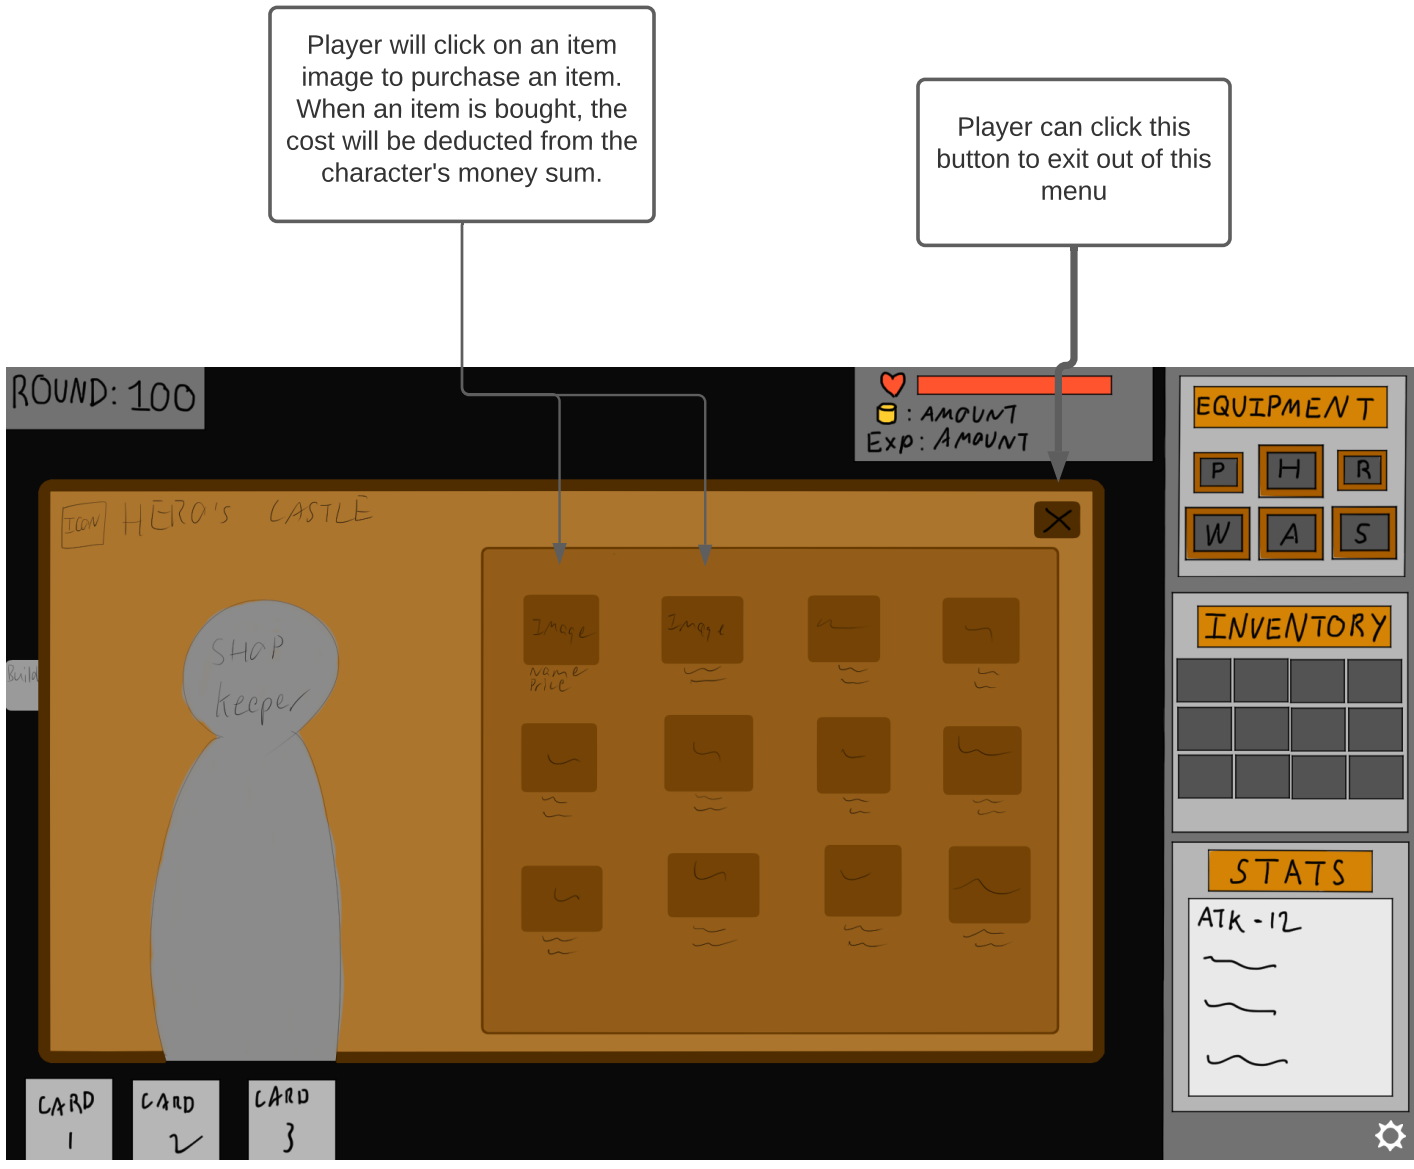 Player will click on an item
image to purchase an item.
When an item is bought, the
cost will be deducted from the
character's money sum.
Player can click this
button to exit out of this
menu
ROUND: 100
: AMOUNT
Exp: AMOUNT
EQUIPMENT
P H R
W A S
ICON HERO'S CASTLE
X
Image Image
Name
Price
SHOP
Keeper
Build
INVENTORY
STATS
ATK - 12
CARD
1
CARD
2
CARD
3